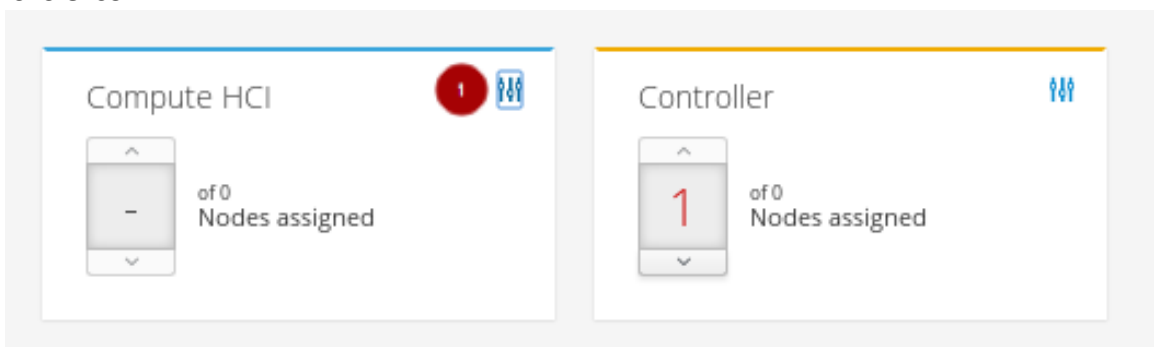 Compute HCI
1
-
of 0
Nodes assigned
Controller
1
of 0
Nodes assigned